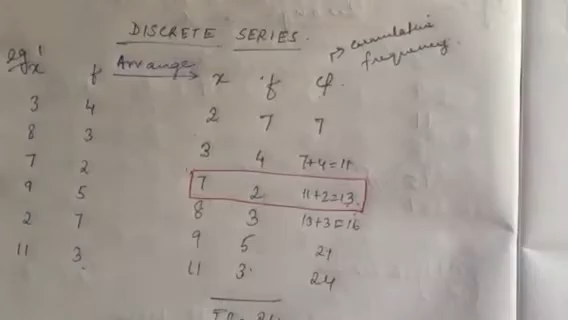 DISCRETE SERIES.
→ cumulative frequency.
eg'
x f Arrange x f cf
3 4 2 7 7
8 3 3 4 7+4=11
7 2 7 2 11+2=13
9 5 8 3 13+3=16
2 7 9 5 21
11 3 11 3 24